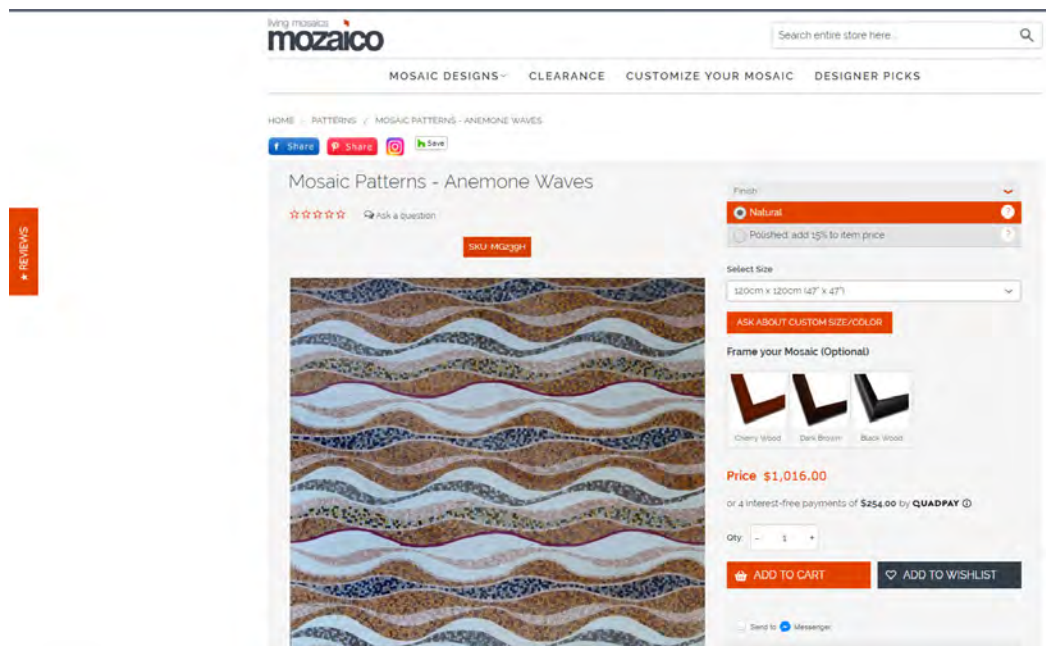 living mosaics
mozaico
Search entire store here...
MOSAIC DESIGNS CLEARANCE CUSTOMIZE YOUR MOSAIC DESIGNER PICKS
HOME / PATTERNS / MOSAIC PATTERNS - ANEMONE WAVES
f Share Share Save
Mosaic Patterns - Anemone Waves
Ask a question
SKU: MG239H
★ REVIEWS
Finish
Natural ?
Polished: add 15% to item price ?
Select Size
120cm x 120cm (47" x 47")
ASK ABOUT CUSTOM SIZE/COLOR
Frame your Mosaic (Optional)
Cherry Wood Dark Brown Black Wood
Price $1,016.00
or 4 interest-free payments of $254.00 by QUADPAY
Qty: - 1 +
ADD TO CART ADD TO WISHLIST
Send to Messenger